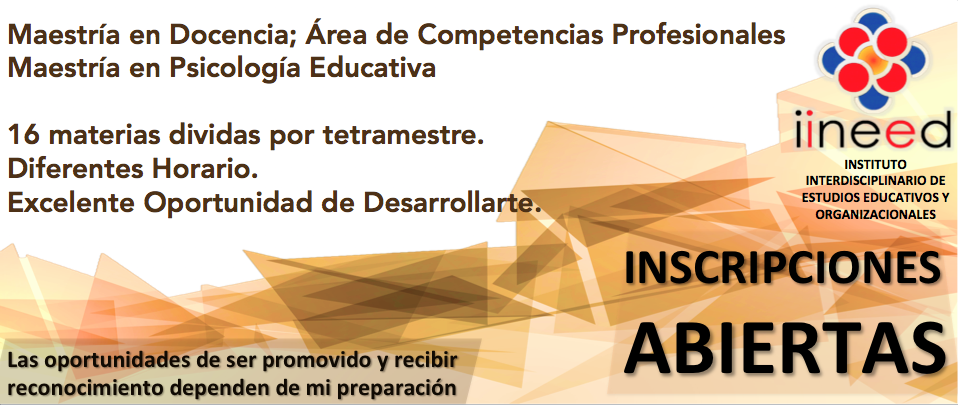 Maestría en Docencia; Área de Competencias Profesionales
Maestría en Psicología Educativa
16 materias dividas por tetramestre.
Diferentes Horario.
Excelente Oportunidad de Desarrollarte.
iineed
INSTITUTO
INTERDISCIPLINARIO DE
ESTUDIOS EDUCATIVOS Y
ORGANIZACIONALES
INSCRIPCIONES
ABIERTAS
Las oportunidades de ser promovido y recibir
reconocimiento dependen de mi preparación